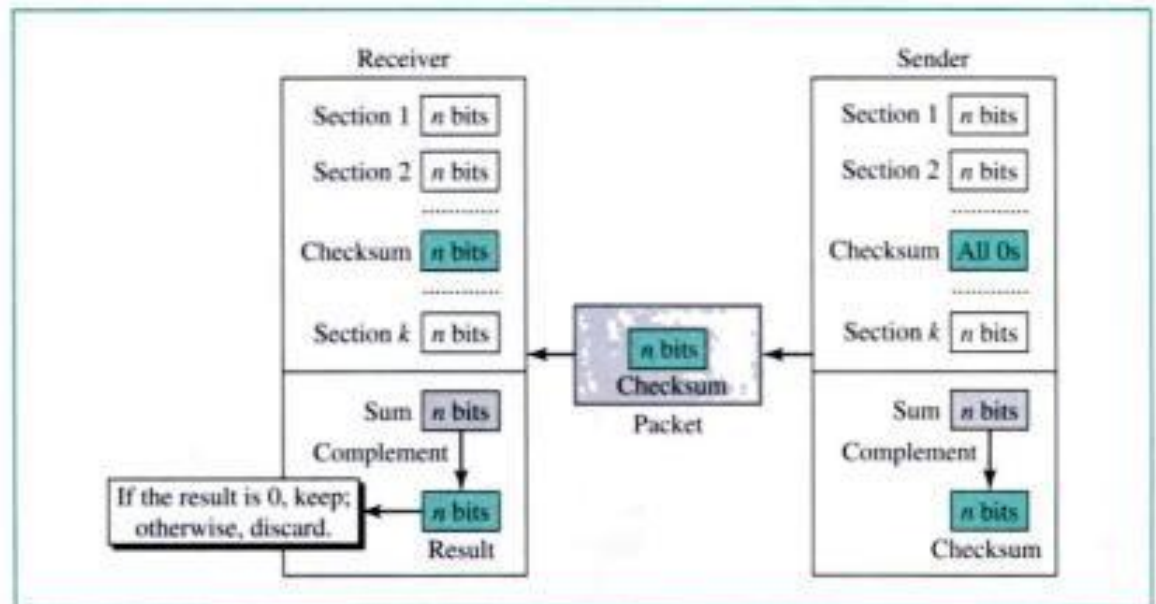 Receiver
Section 1 n bits
Section 2 n bits
Checksum n bits
Section k n bits
Sum n bits
Complement
n bits
Result
If the result is 0, keep;
otherwise, discard.
n bits
Checksum
Packet
Sender
Section 1 n bits
Section 2 n bits
Checksum All 0s
Section k n bits
Sum n bits
Complement
n bits
Checksum